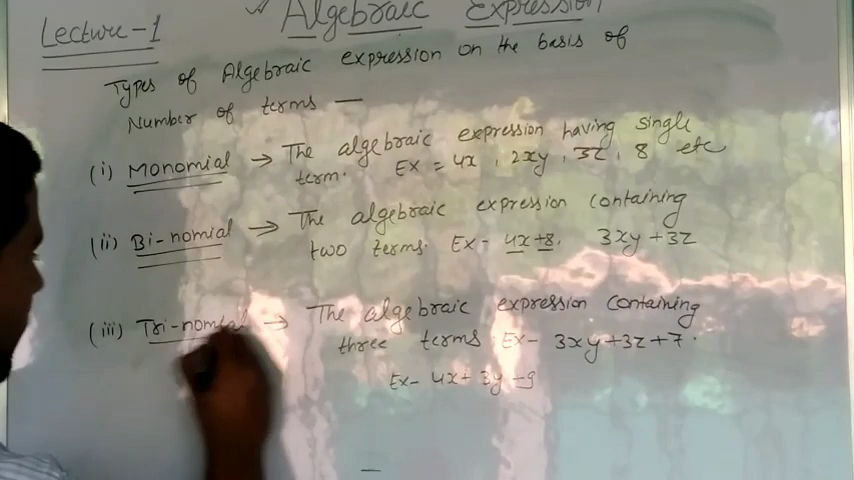 Algebraic Expression
Lecture-1
Types of Algebraic expression on the basis of
Number of terms —
(i) Monomial → The algebraic expression having single
term. Ex = 4x, 2xy, 3z, 8 etc
(ii) Bi-nomial → The algebraic expression containing
two terms. Ex- 4x+8. 3xy+3z
(iii) Tri-nomial → The algebraic expression containing
three terms. Ex- 3xy+3z+7.
Ex- 4x+3y-9